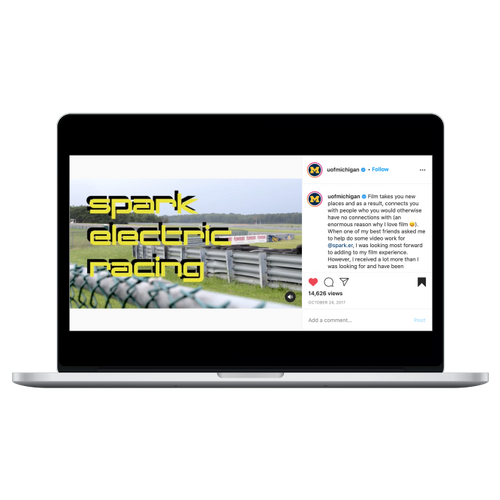 spark
electric
racing
uofmichigan • Follow
uofmichigan Film takes you new
places and as a result, connects you
with people who you would otherwise
have no connections with (an
enormous reason why I love film 😄).
When one of my best friends asked me
to help do some video work for
@spark.er, I was looking most forward
to adding to my film experience.
However, I received a lot more than I
was looking for and have been
14,626 views
OCTOBER 24, 2017
Add a comment...
Post